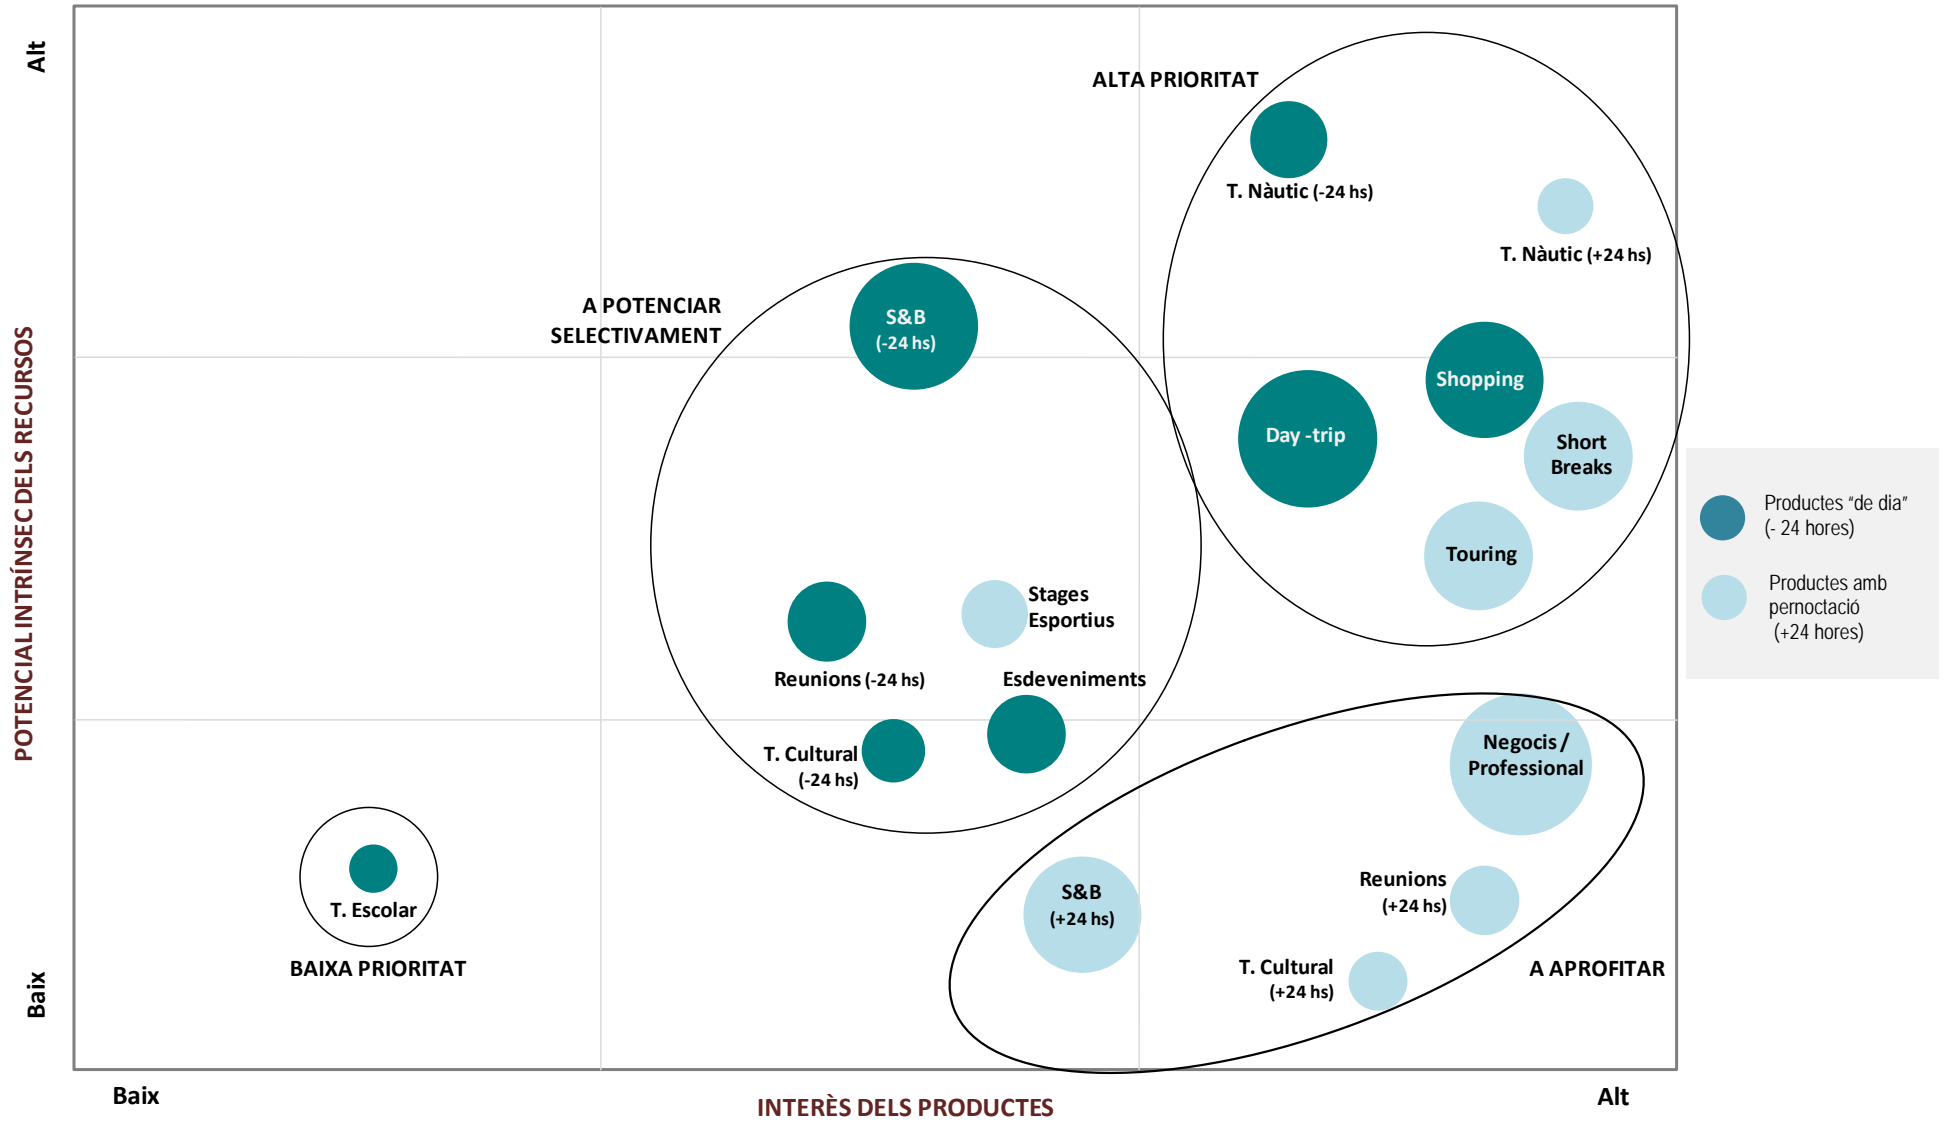 Alt
ALTA PRIORITAT
T. Nàutic (-24 hs)
T. Nàutic (+24 hs)
A POTENCIAR
SELECTIVAMENT
S&B
(-24 hs)
Shopping
Day -trip
Short
Breaks
Touring
POTENCIAL INTRÍNSEC DELS RECURSOS
Productes “de dia”
(- 24 hores)
Productes amb
pernoctació
(+24 hores)
Stages
Esportius
Reunions (-24 hs)
Esdeveniments
T. Cultural
(-24 hs)
Negocis /
Professional
T. Escolar
BAIXA PRIORITAT
S&B
(+24 hs)
Reunions
(+24 hs)
T. Cultural
(+24 hs)
A APROFITAR
Baix
Baix
INTERÈS DELS PRODUCTES
Alt